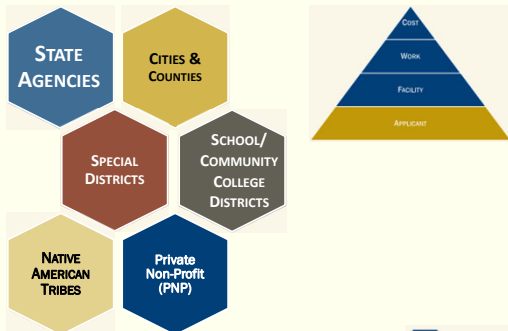 STATE
AGENCIES
CITIES &
COUNTIES
SPECIAL
DISTRICTS
SCHOOL/
COMMUNITY
COLLEGE
DISTRICTS
NATIVE
AMERICAN
TRIBES
Private
Non-Profit
(PNP)
COST
WORK
FACILITY
APPLICANT